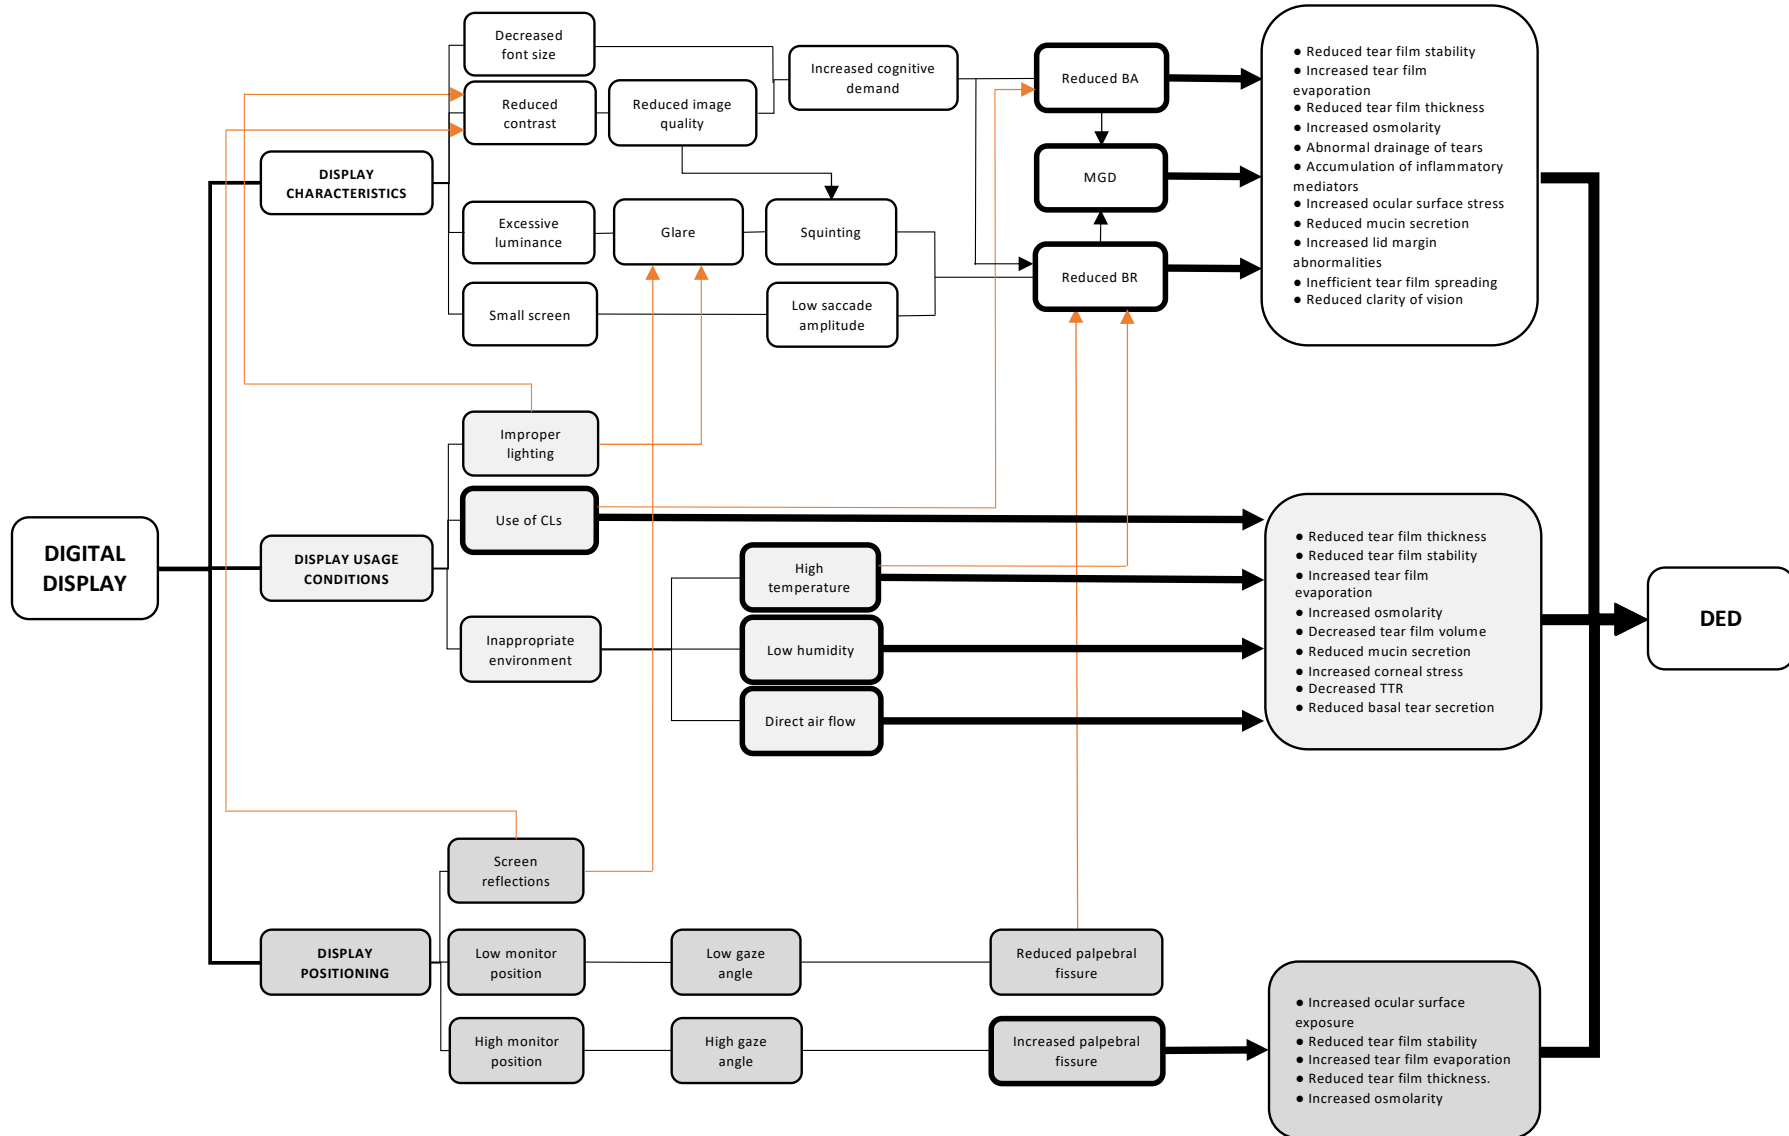 Decreased
font size
Reduced
contrast
Reduced image
quality
Increased cognitive
demand
DISPLAY
CHARACTERISTICS
Excessive
luminance
Glare
Squinting
Small screen
Low saccade
amplitude
Reduced BA
MGD
Reduced BR
● Reduced tear film stability
● Increased tear film
evaporation
● Reduced tear film thickness
● Increased osmolarity
● Abnormal drainage of tears
● Accumulation of inflammatory
mediators
● Increased ocular surface stress
● Reduced mucin secretion
● Increased lid margin
abnormalities
● Inefficient tear film spreading
● Reduced clarity of vision
DIGITAL
DISPLAY
DISPLAY USAGE
CONDITIONS
Improper
lighting
Use of CLs
Inappropriate
environment
High
temperature
Low humidity
Direct air flow
● Reduced tear film thickness
● Reduced tear film stability
● Increased tear film
evaporation
● Increased osmolarity
● Decreased tear film volume
● Reduced mucin secretion
● Increased corneal stress
● Decreased TTR
● Reduced basal tear secretion
DED
Screen
reflections
DISPLAY
POSITIONING
Low monitor
position
Low gaze
angle
Reduced palpebral
fissure
High monitor
position
High gaze
angle
Increased palpebral
fissure
● Increased ocular surface
exposure
● Reduced tear film stability
● Increased tear film evaporation
● Reduced tear film thickness.
● Increased osmolarity